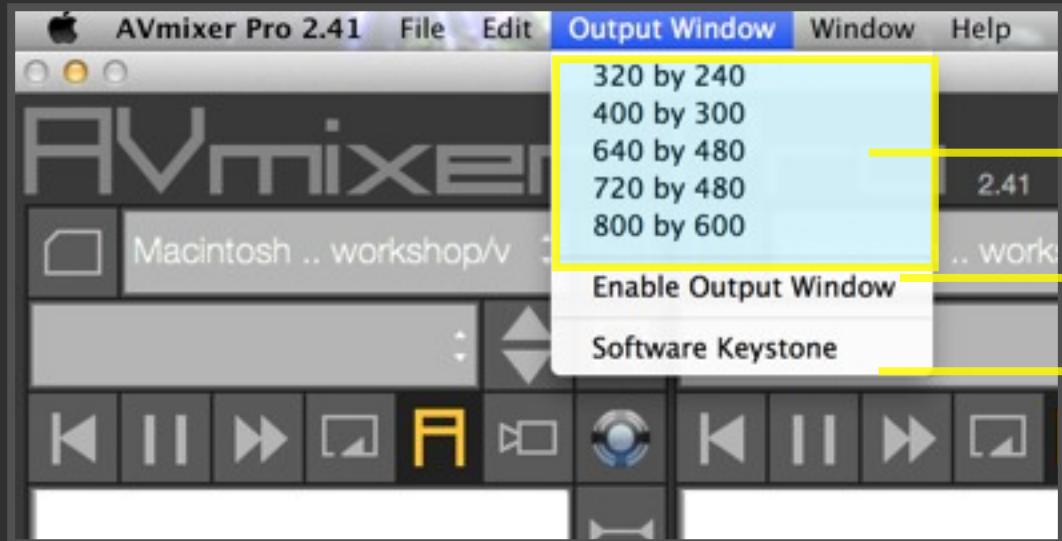 AVmixer Pro 2.41 File Edit Output Window Window Help
320 by 240
400 by 300
640 by 480
720 by 480
800 by 600
AVmixer
2.41
Macintosh .. workshop/v
.. work
Enable Output Window
Software Keystone